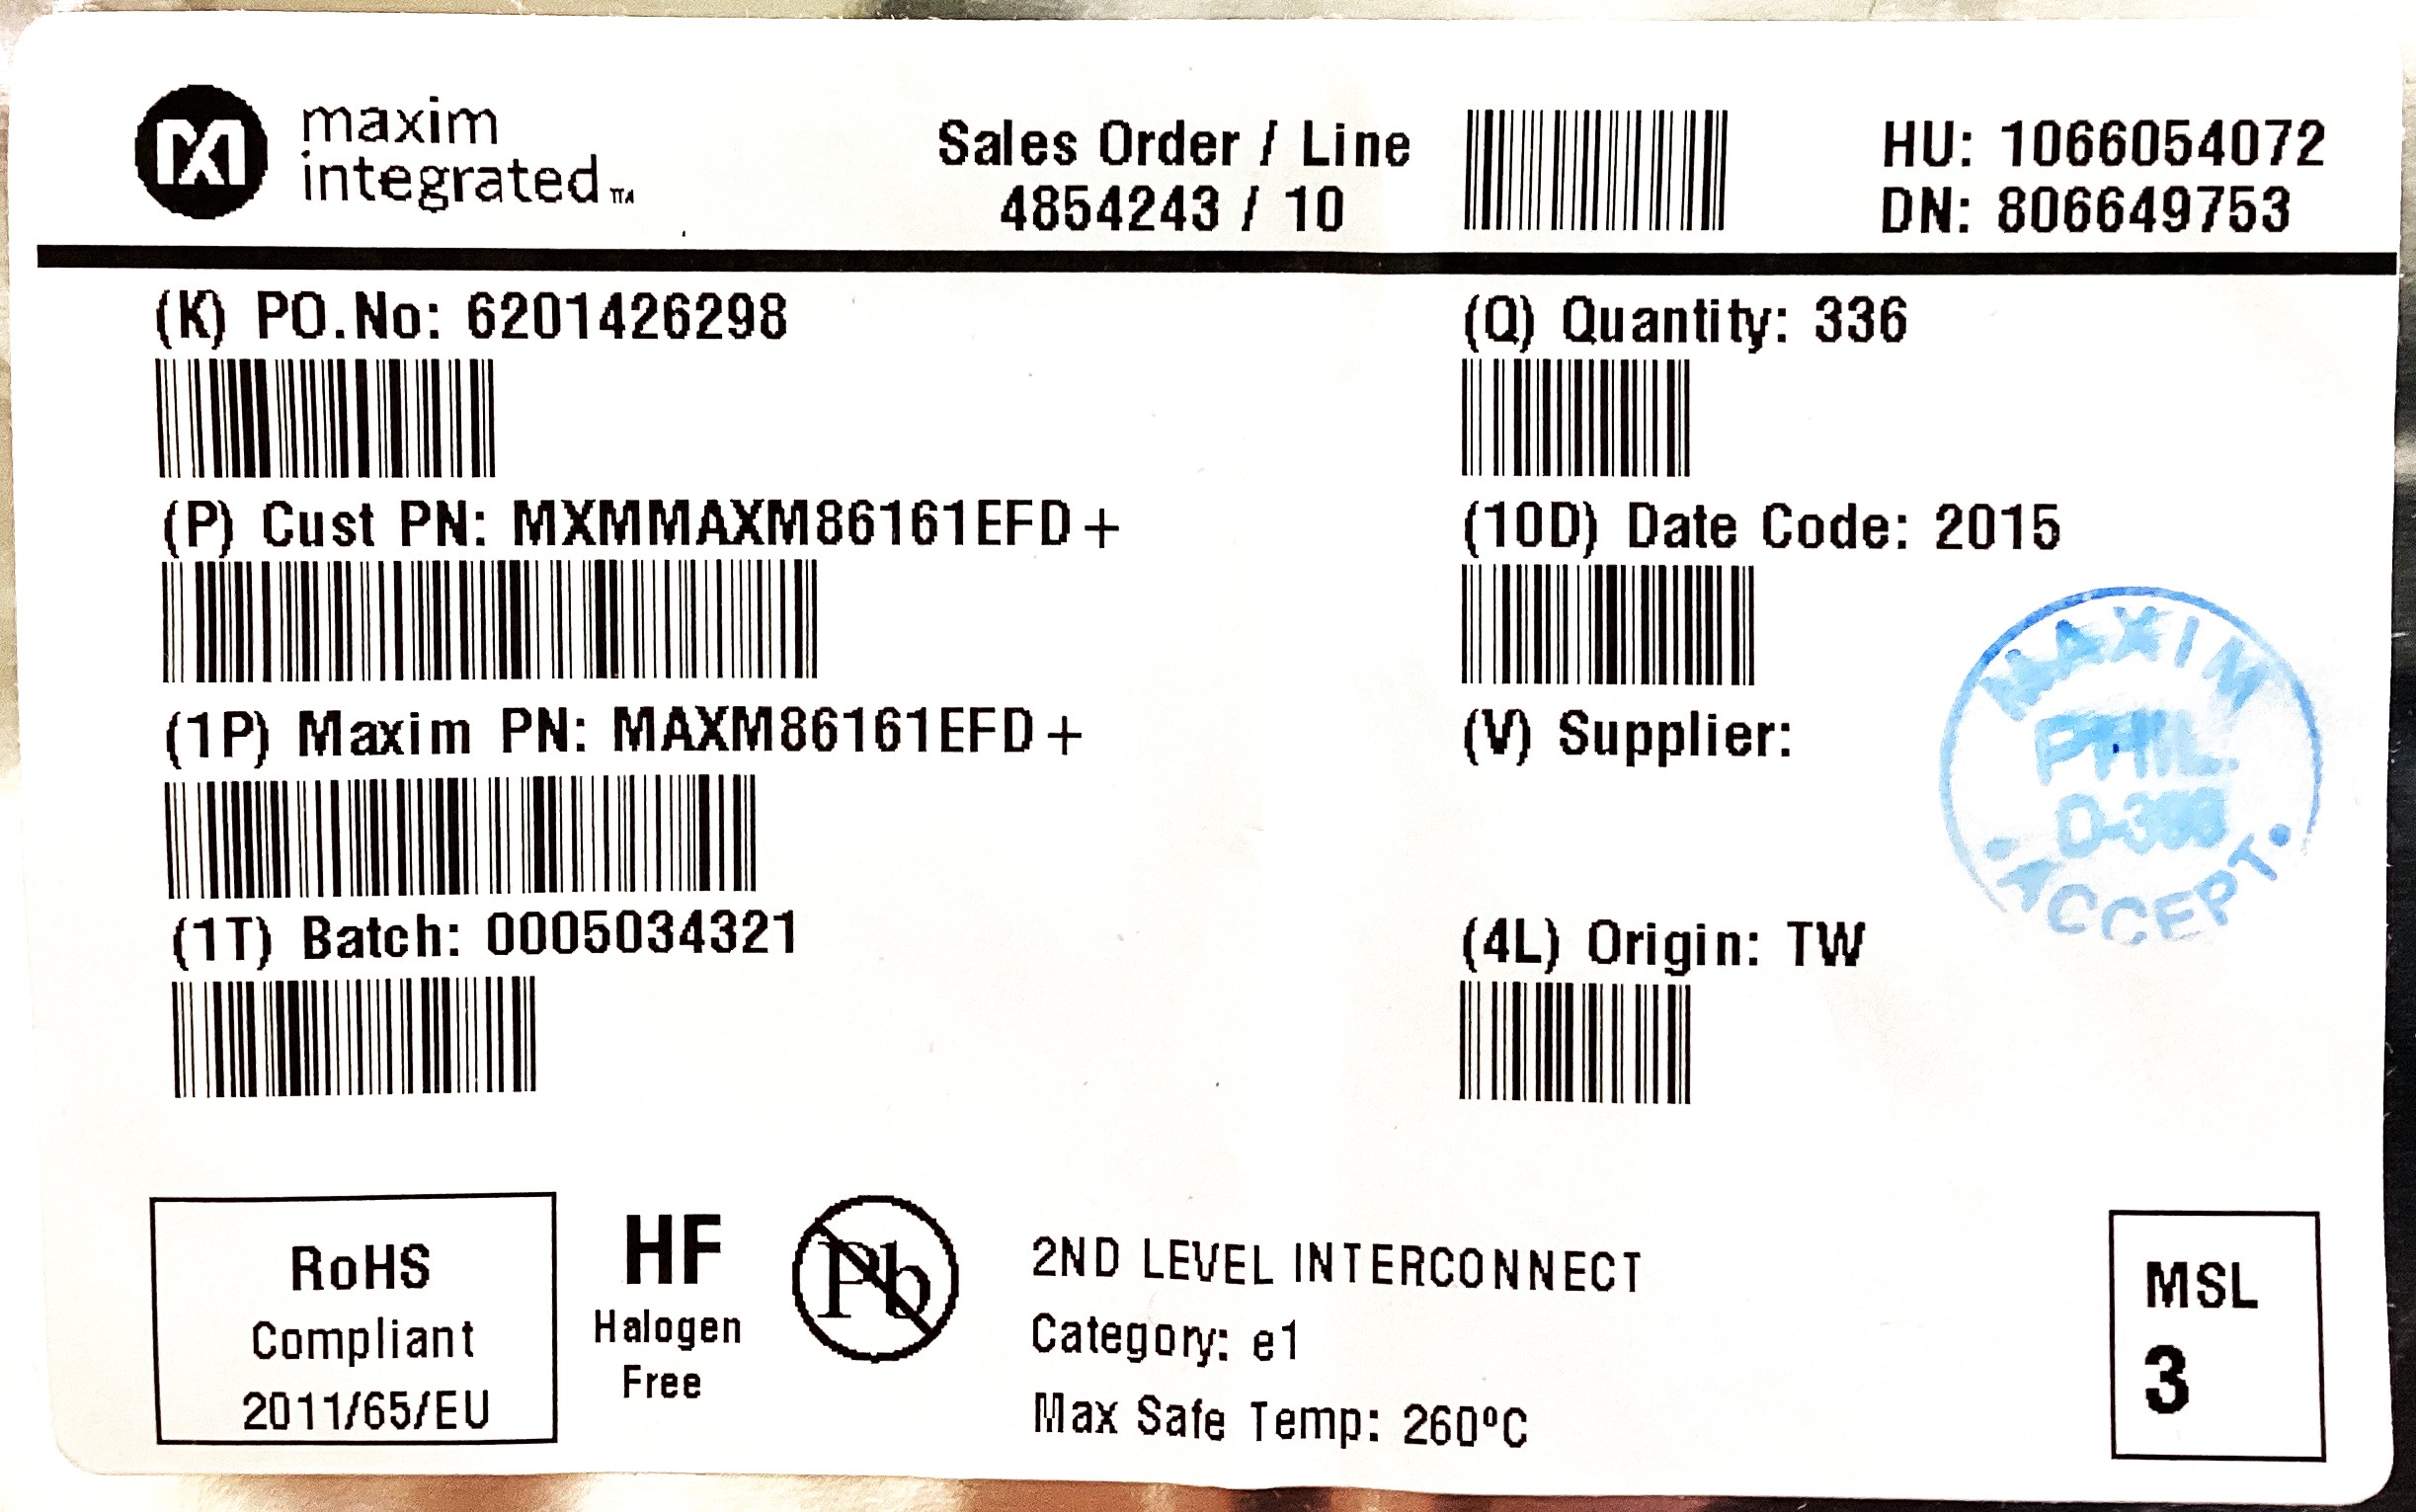 maxim
integrated™
Sales Order / Line
4854243 / 10
HU: 1066054072
DN: 806649753
(K) PO.No: 6201426298
(Q) Quantity: 336
(P) Cust PN: MXMMAXM86161EFD+
(10D) Date Code: 2015
(1P) Maxim PN: MAXM86161EFD+
(V) Supplier:
MAXIM
PHIL.
ACCEPT
(1T) Batch: 0005034321
(4L) Origin: TW
RoHS
Compliant
2011/65/EU
HF
Halogen
Free
Pb
2ND LEVEL INTERCONNECT
Category: e1
Max Safe Temp: 260ºC
MSL
3